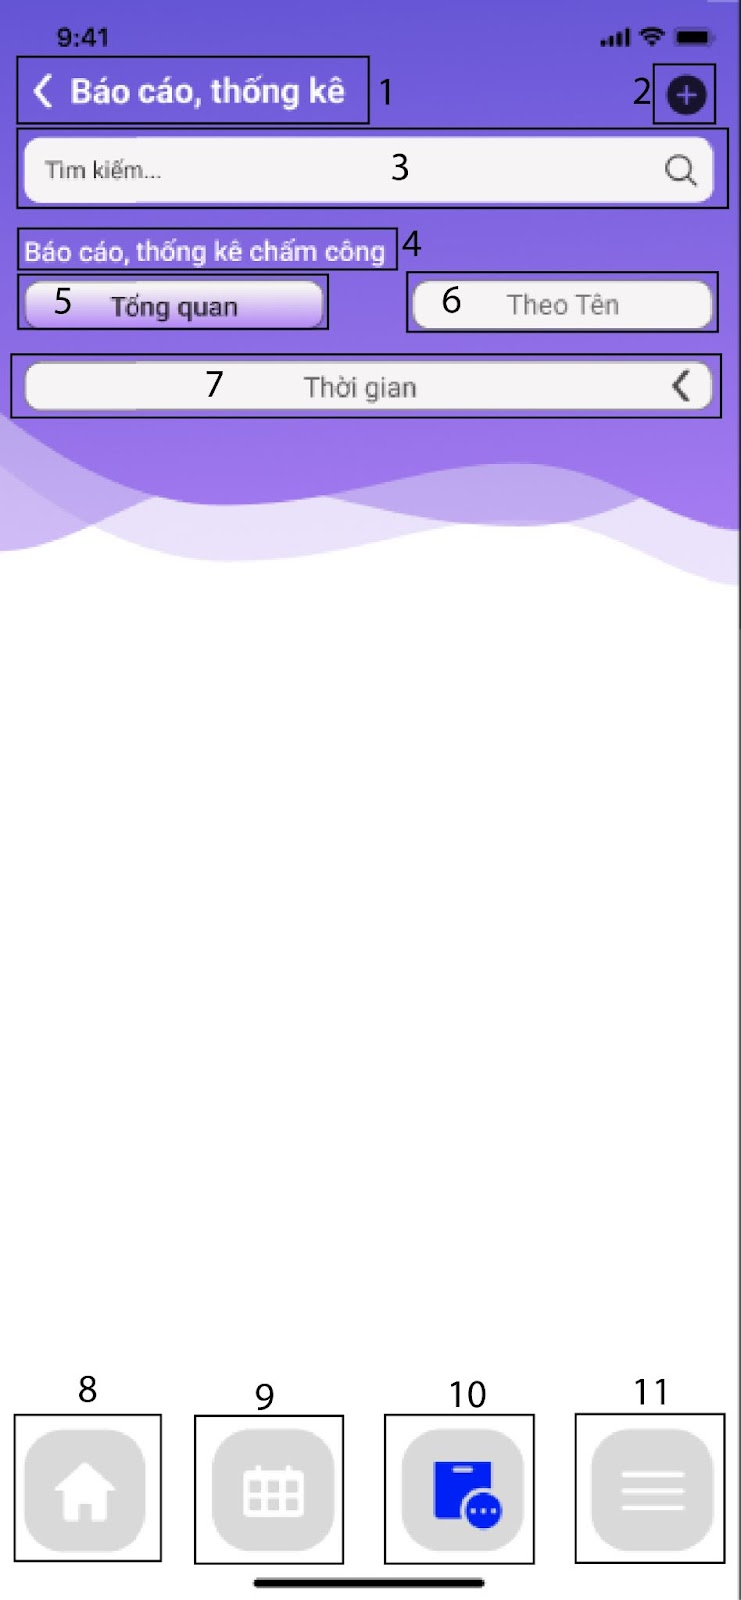 9:41
Báo cáo, thống kê 1
2
Tìm kiếm... 3
Báo cáo, thống kê chấm công 4
5 Tổng quan
6 Theo Tên
7 Thời gian
8
9
10
11